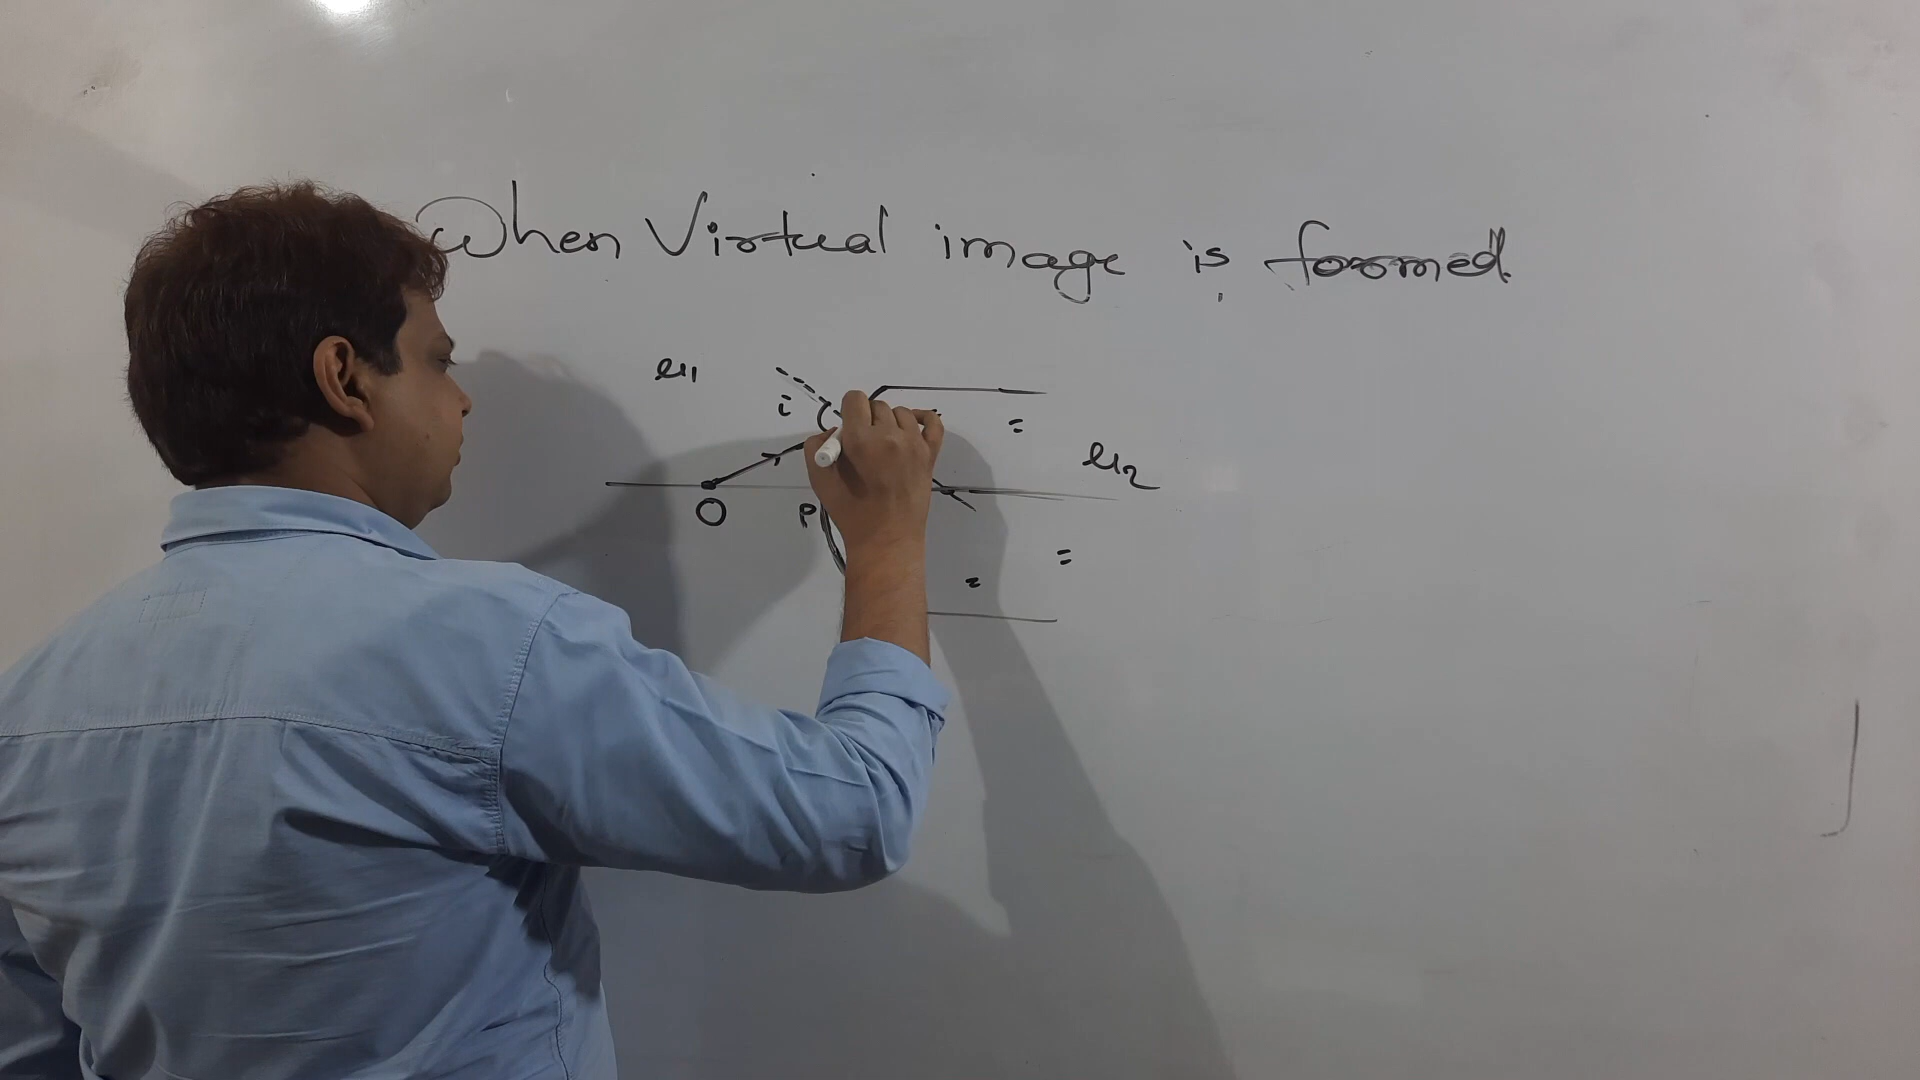 When Virtual image is formed.
μ1
i
μ2
O P